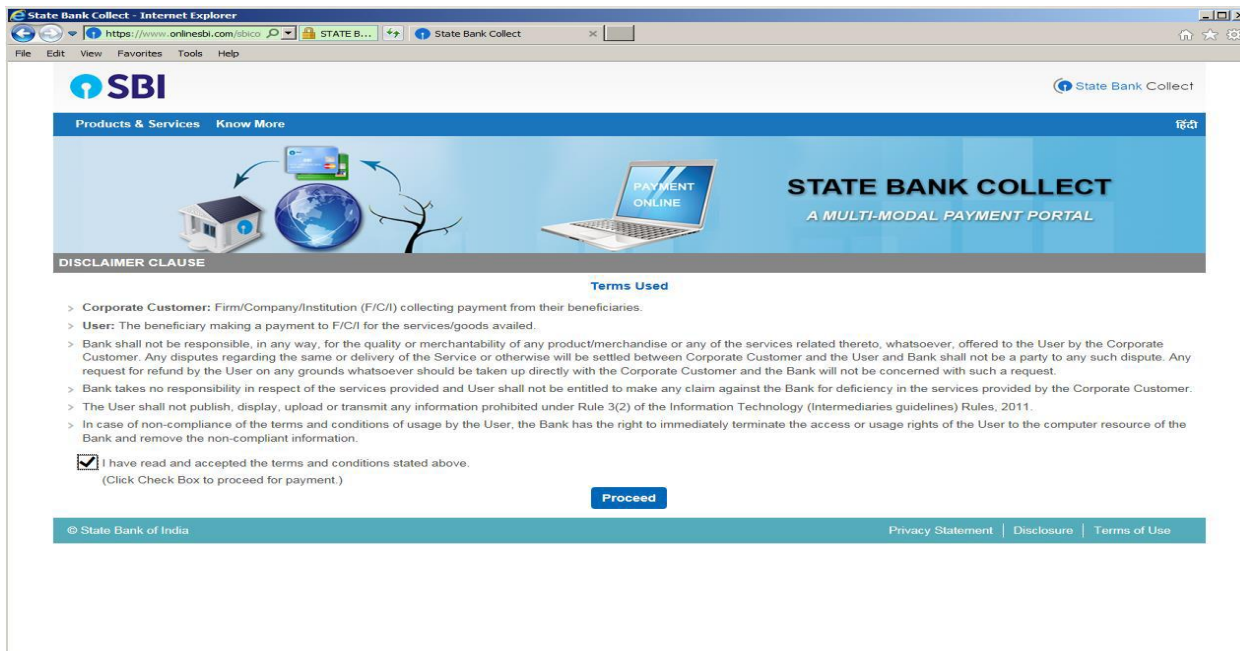 State Bank Collect - Internet Explorer
https://www.onlinesbi.com/sbico
STATE B...
State Bank Collect
File Edit View Favorites Tools Help
SBI
State Bank Collect
Products & Services Know More
हिंदी
PAYMENT
ONLINE
STATE BANK COLLECT
A MULTI-MODAL PAYMENT PORTAL
DISCLAIMER CLAUSE
Terms Used
> Corporate Customer: Firm/Company/Institution (F/C/I) collecting payment from their beneficiaries.
> User: The beneficiary making a payment to F/C/I for the services/goods availed.
> Bank shall not be responsible, in any way, for the quality or merchantability of any product/merchandise or any of the services related thereto, whatsoever, offered to the User by the Corporate
Customer. Any disputes regarding the same or delivery of the Service or otherwise will be settled between Corporate Customer and the User and Bank shall not be a party to any such dispute. Any
request for refund by the User on any grounds whatsoever should be taken up directly with the Corporate Customer and the Bank will not be concerned with such a request.
> Bank takes no responsibility in respect of the services provided and User shall not be entitled to make any claim against the Bank for deficiency in the services provided by the Corporate Customer.
> The User shall not publish, display, upload or transmit any information prohibited under Rule 3(2) of the Information Technology (Intermediaries guidelines) Rules, 2011.
> In case of non-compliance of the terms and conditions of usage by the User, the Bank has the right to immediately terminate the access or usage rights of the User to the computer resource of the
Bank and remove the non-compliant information.
I have read and accepted the terms and conditions stated above.
(Click Check Box to proceed for payment.)
Proceed
© State Bank of India
Privacy Statement | Disclosure | Terms of Use